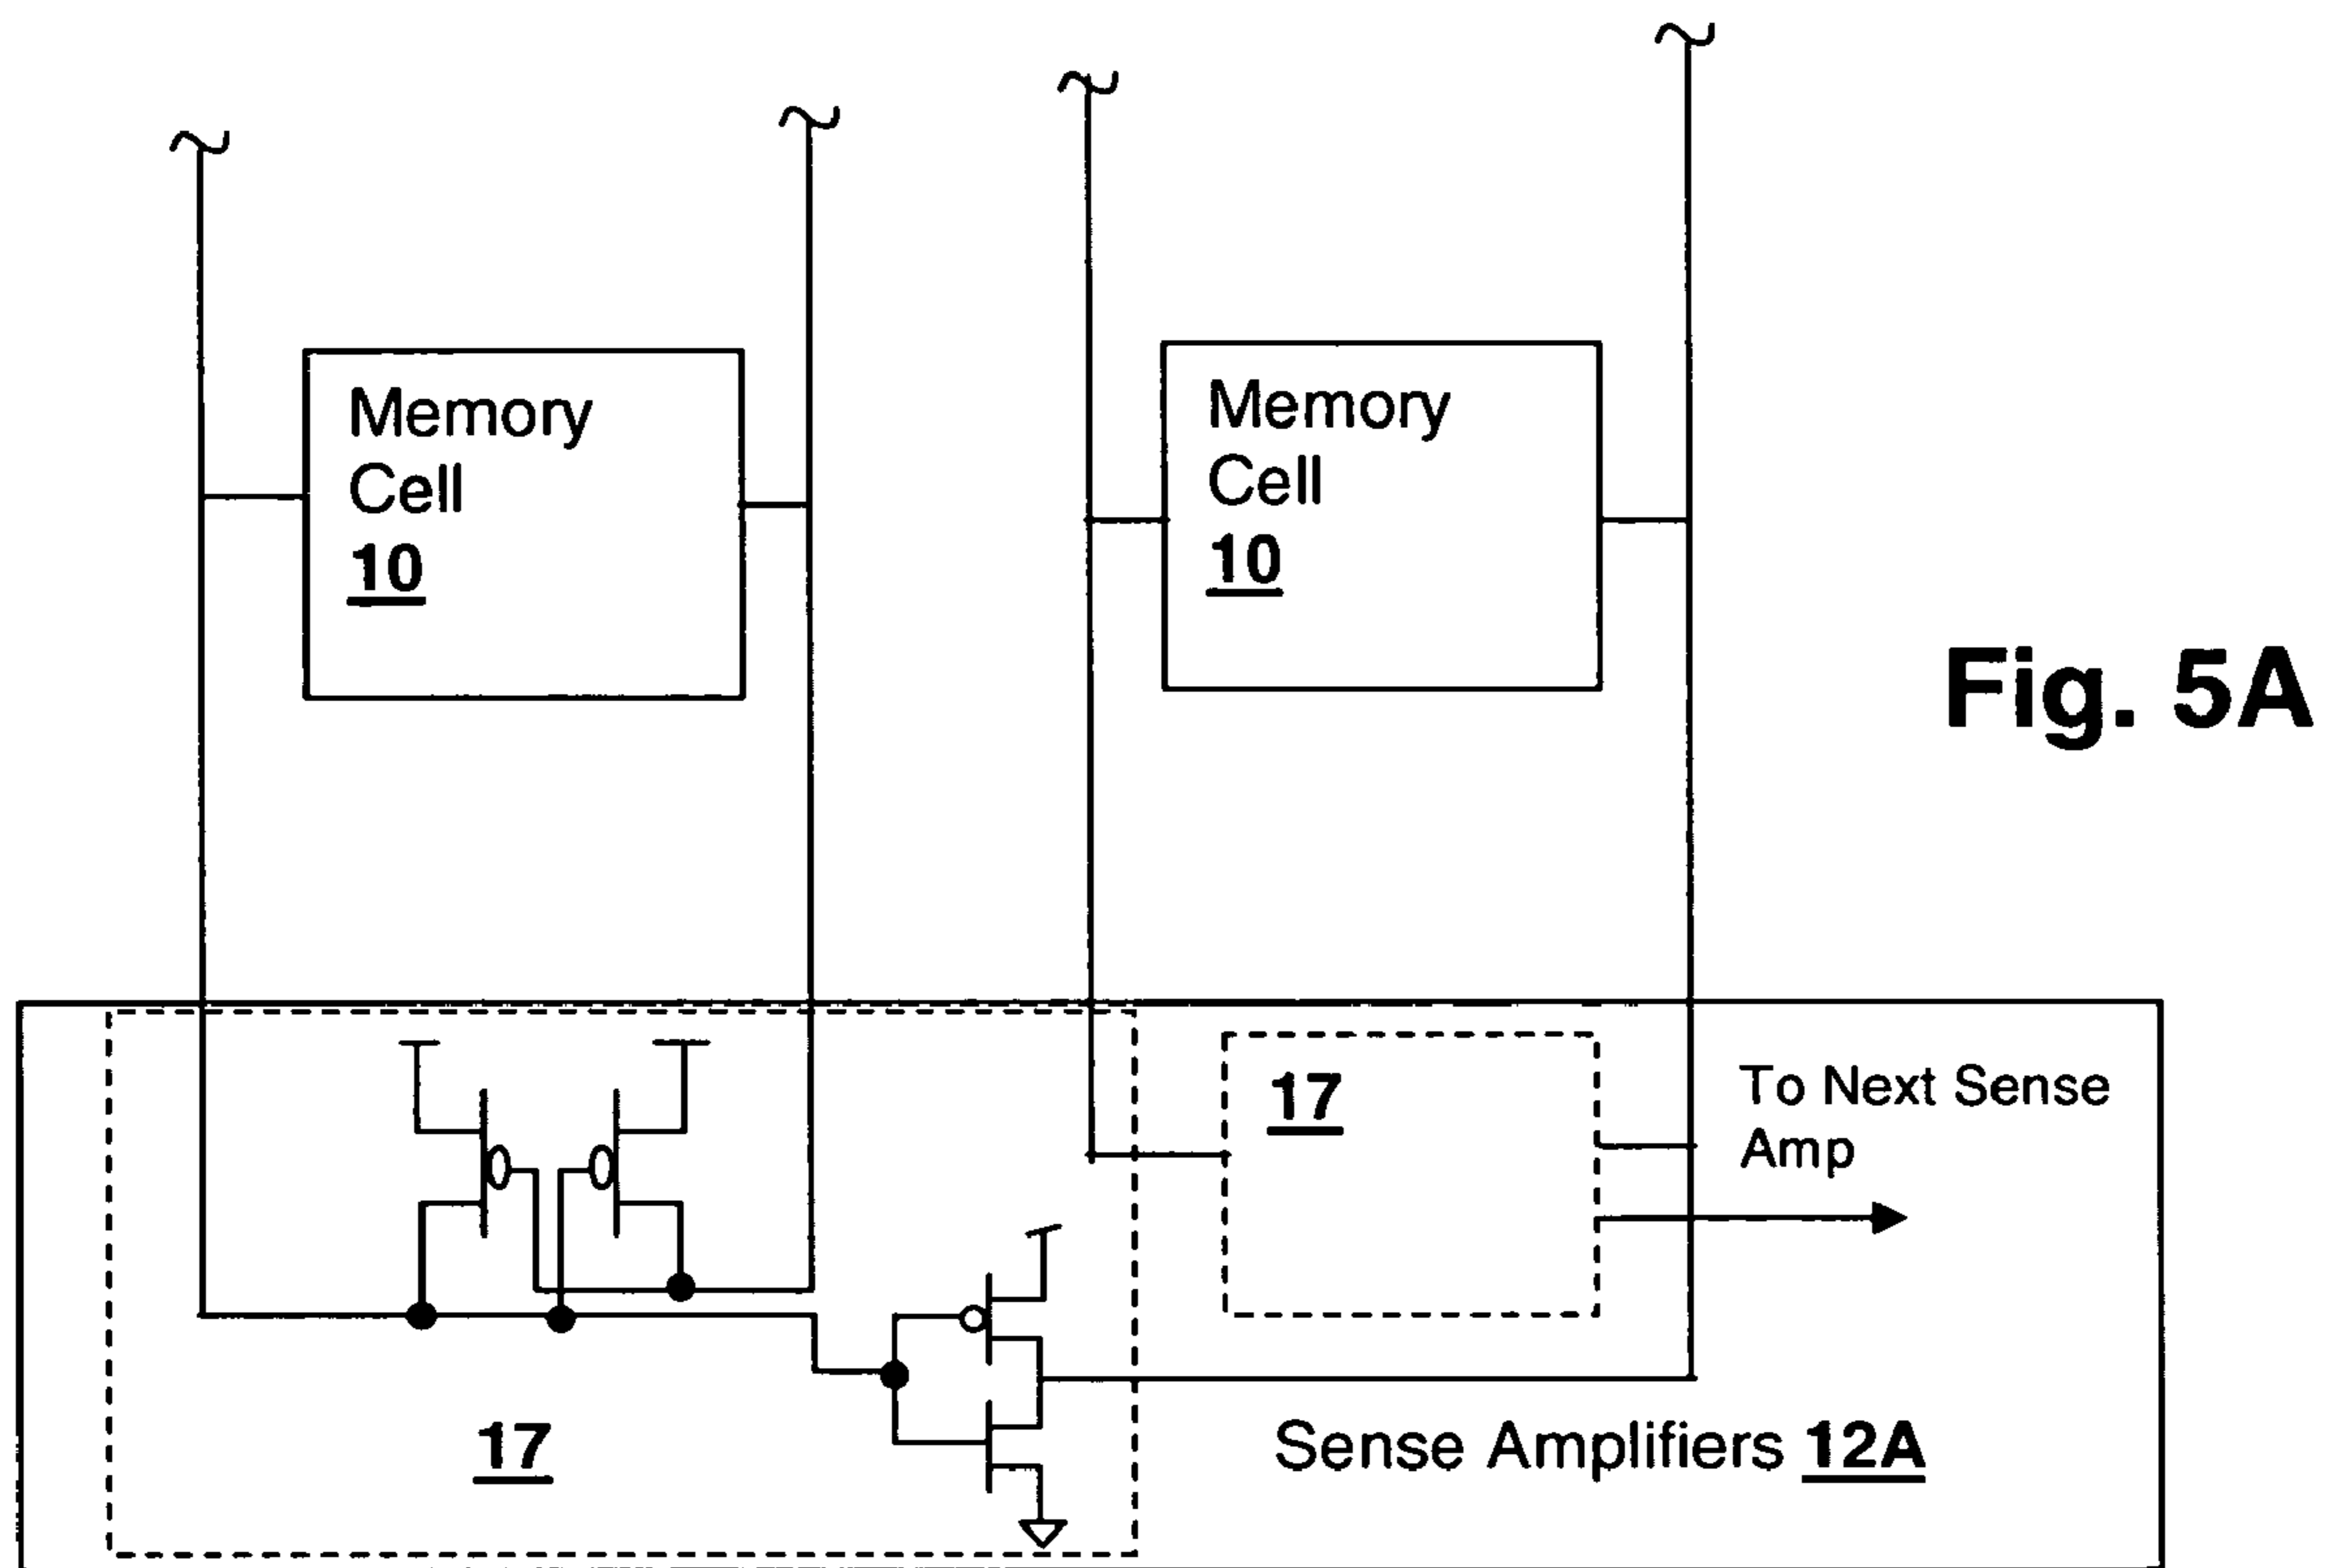 Memory
Cell
10
Memory
Cell
10
Fig. 5A
17
To Next Sense
Amp
17
Sense Amplifiers 12A